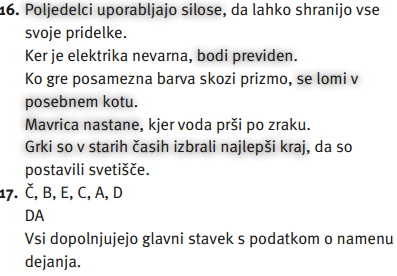 16. Poljedelci uporabljajo silose, da lahko shranijo vse
svoje pridelke.
Ker je elektrika nevarna, bodi previden.
Ko gre posamezna barva skozi prizmo, se lomi v
posebnem kotu.
Mavrica nastane, kjer voda prši po zraku.
Grki so v starih časih izbrali najlepši kraj, da so
postavili svetišče.
17. Č, B, E, C, A, D
DA
Vsi dopolnjujejo glavni stavek s podatkom o namenu
dejanja.